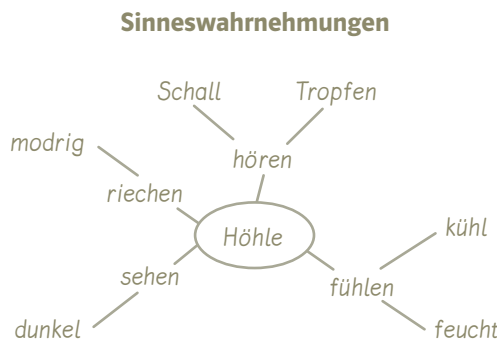 Sinneswahrnehmungen
Schall
Tropfen
modrig
hören
riechen
kühl
Höhle
sehen
fühlen
dunkel
feucht